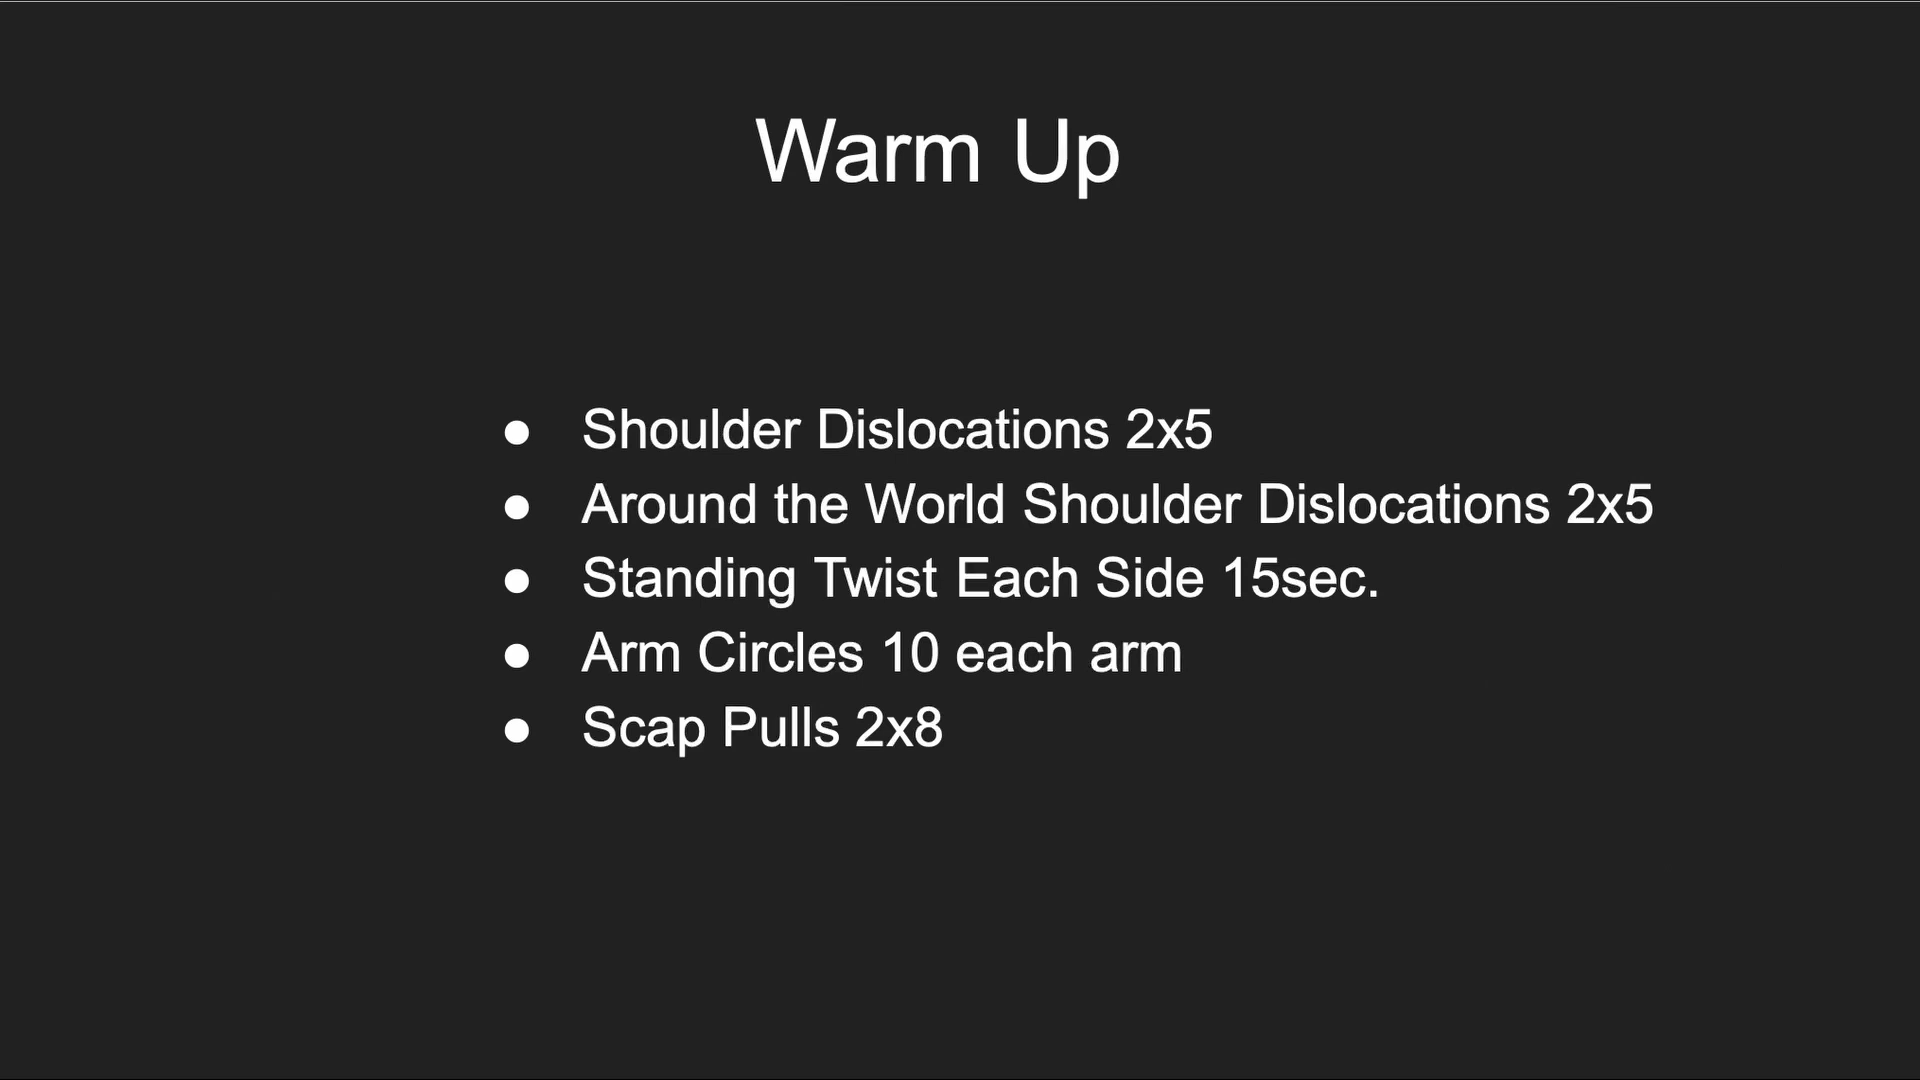 Warm Up
● Shoulder Dislocations 2x5
● Around the World Shoulder Dislocations 2x5
● Standing Twist Each Side 15sec.
● Arm Circles 10 each arm
● Scap Pulls 2x8